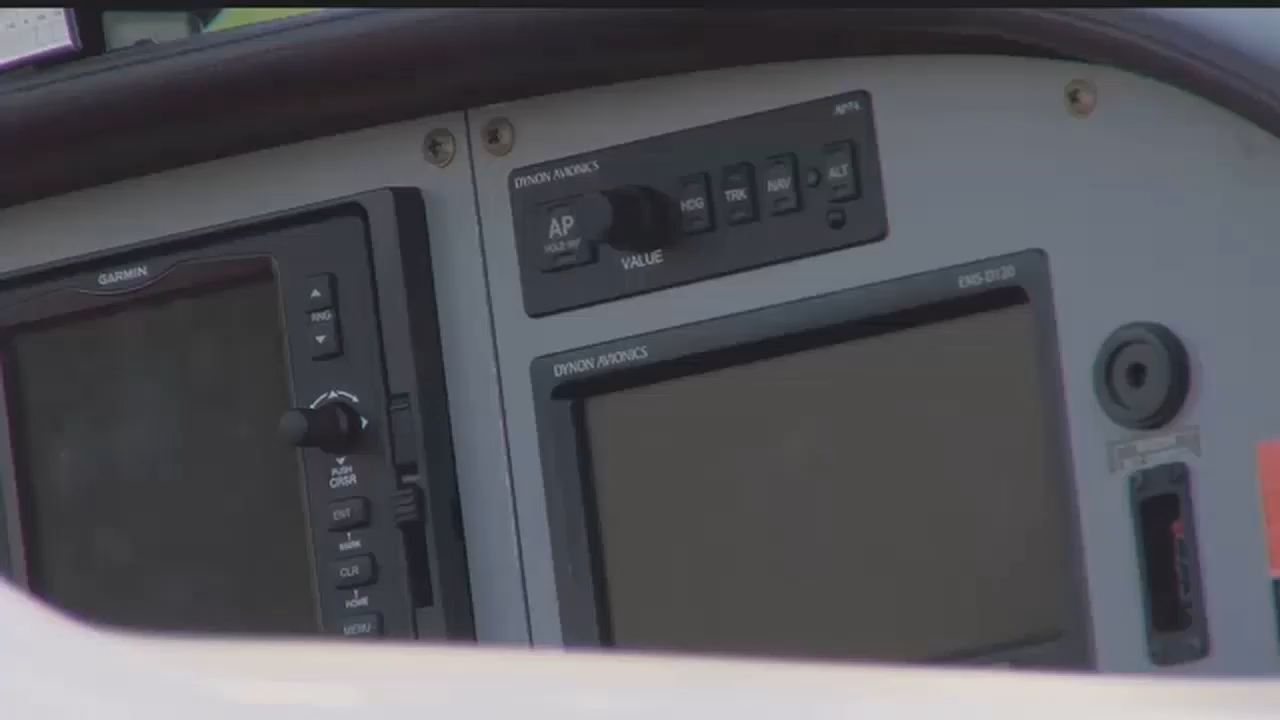 GARMIN
RNG
PUSH
CRSR
ENT
MARK
CLR
HOME
MENU
DYNON AVIONICS
AP74
AP
VALUE
HDG
TRK
NAV
ALT
DYNON AVIONICS
EMS-D120